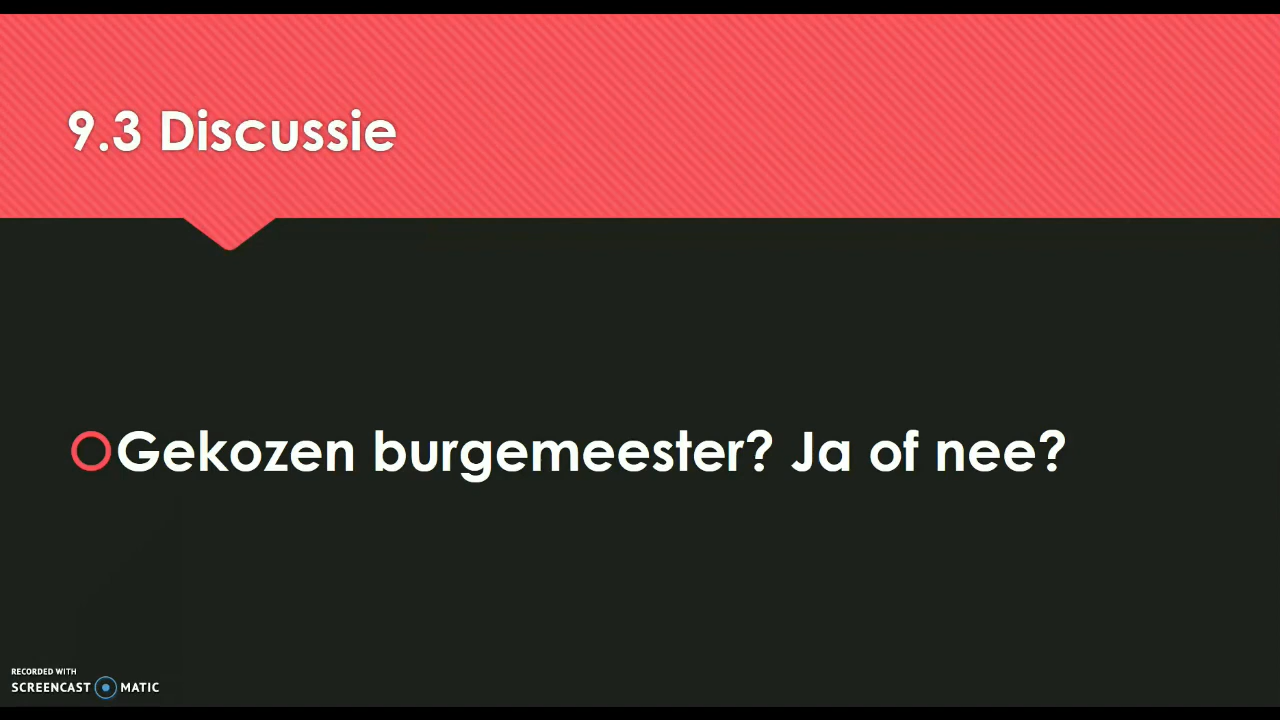 9.3 Discussie
Gekozen burgemeester? Ja of nee?
RECORDED WITH
SCREENCAST MATIC